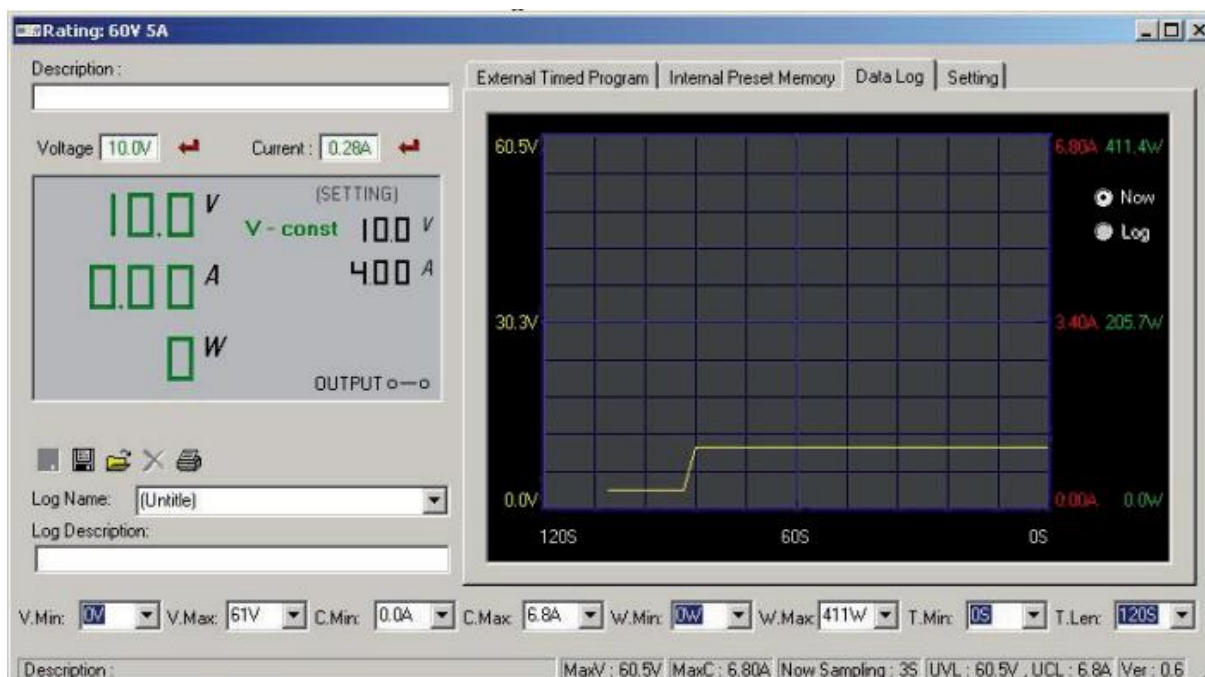 Rating: 60V 5A
Description :
External Timed Program Internal Preset Memory Data Log Setting
Voltage 10.0V Current : 0.28A
10.0 V
(SETTING)
V - const 10.0 V
0.00 A
4.00 A
0 W
OUTPUT
60.5V 6.80A 411.4W
Now
Log
30.3V 3.40A 205.7W
0.0V 0.00A 0.0W
120S 60S 0S
Log Name: (Untitle)
Log Description:
V.Min: 0V V.Max: 61V C.Min: 0.0A C.Max: 6.8A W.Min: 0W W.Max: 411W T.Min: 0S T.Len: 120S
Description : MaxV : 60.5V MaxC : 6.80A Now Sampling : 3S UVL : 60.5V , UCL : 6.8A Ver : 0.6